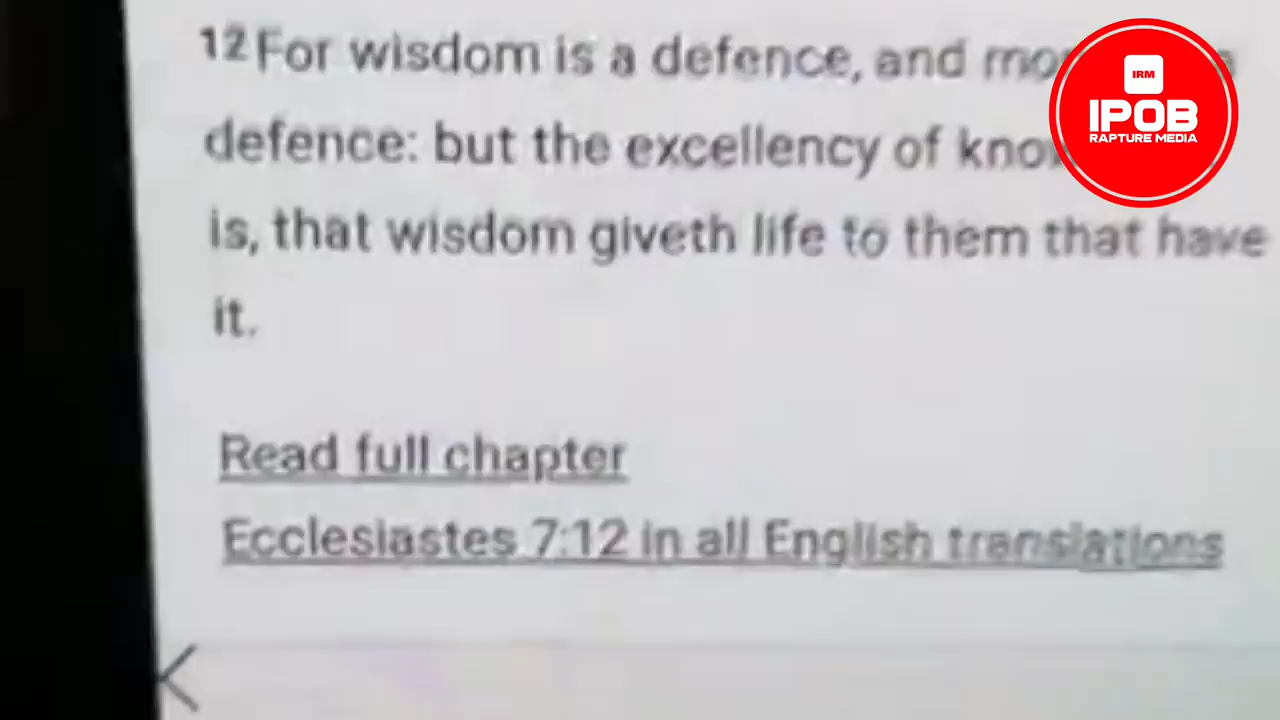 12 For wisdom is a defence, and
defence: but the excellency of
is, that wisdom giveth life to them that have
it.
Read full chapter
Ecclesiastes 7:12 in all English translations
IRM
IPOB
RAPTURE MEDIA